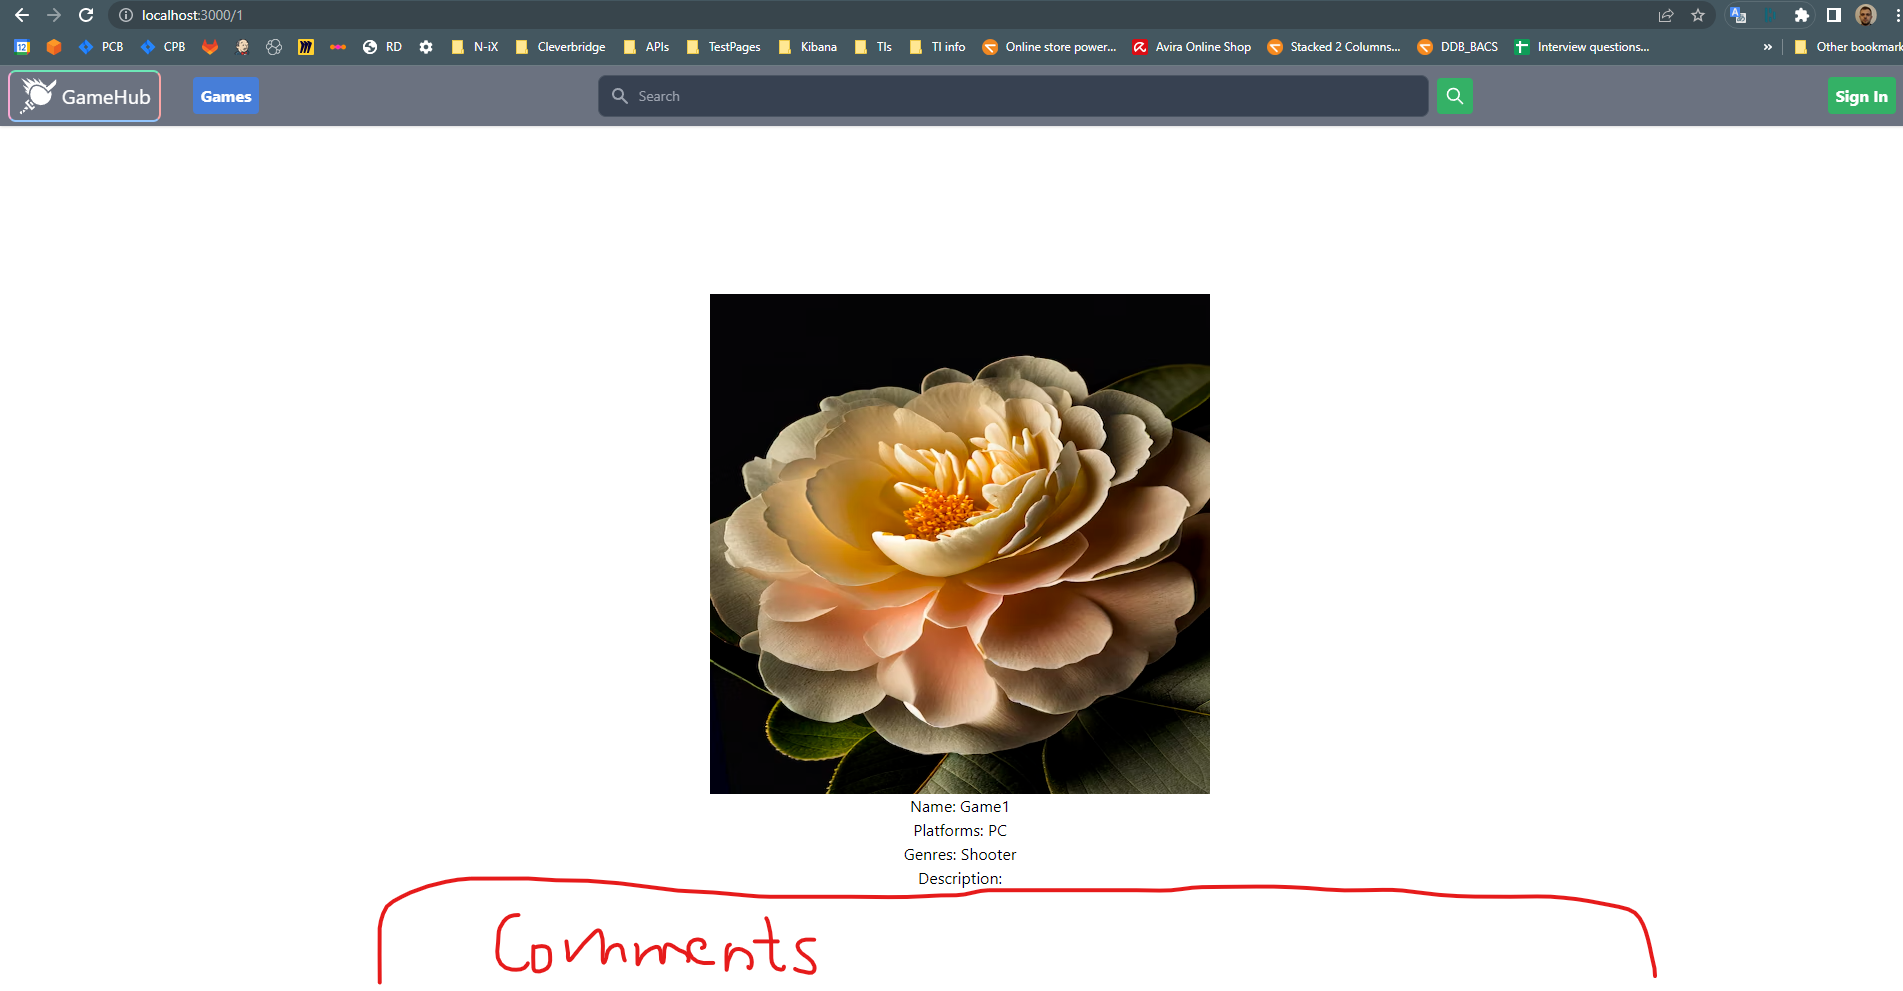 localhost:3000/1
12 PCB CPB RD N-iX Cleverbridge APIs TestPages Kibana TIs TI info Online store power... Avira Online Shop Stacked 2 Columns... DDB_BACS Interview questions... » Other bookmark
GameHub Games Search Sign In
Name: Game1
Platforms: PC
Genres: Shooter
Description:
Comments